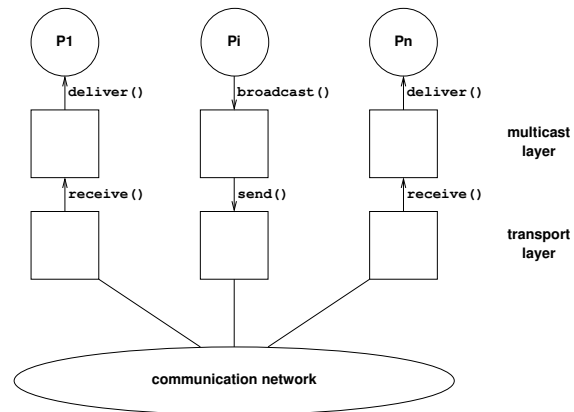 P1 Pi Pn
deliver() broadcast() deliver()
multicast
layer
receive() send() receive()
transport
layer
communication network